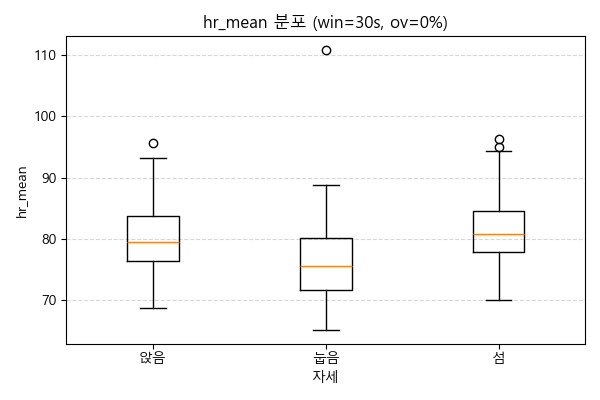 hr_mean 분포 (win=30s, ov=0%)
110
100
90
80
70
hr_mean
앉음 눕음 섬
자세